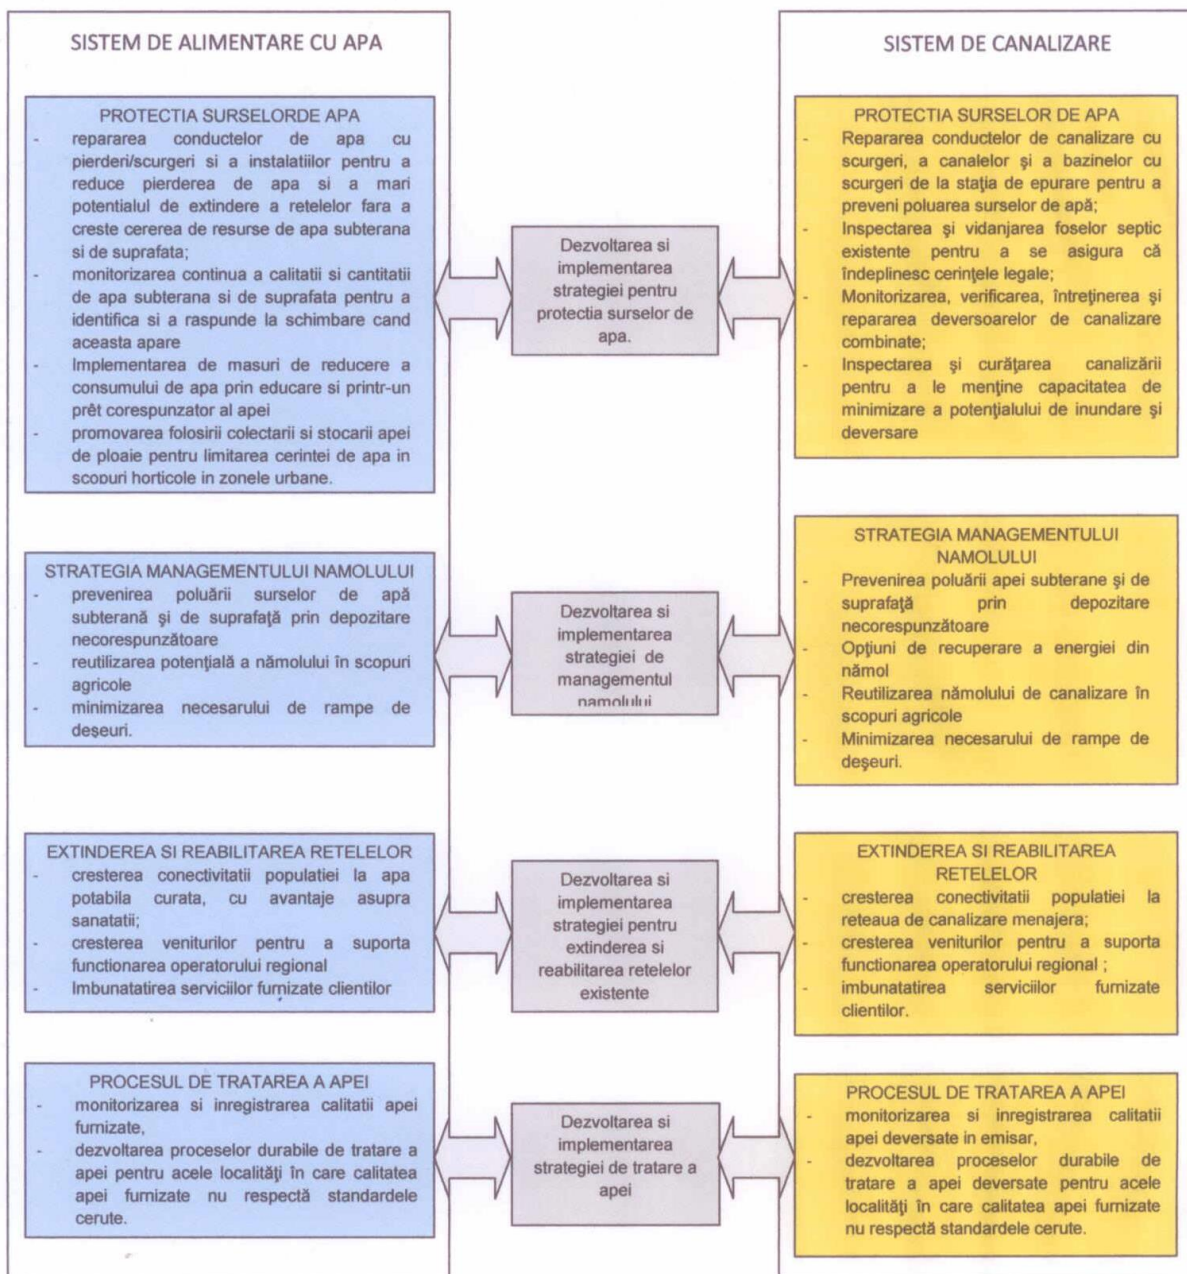 SISTEM DE ALIMENTARE CU APA
PROTECTIA SURSELORDE APA
- repararea conductelor de apa cu
pierderi/scurgeri si a instalatiilor pentru a
reduce pierderea de apa si a mari
potentialul de extindere a retelelor fara a
creste cererea de resurse de apa subterana
si de suprafata;
- monitorizarea continua a calitatii si cantitatii
de apa subterana si de suprafata pentru a
identifica si a raspunde la schimbare cand
aceasta apare
- Implementarea de masuri de reducere a
consumului de apa prin educare si printr-un
prêt corespunzator al apei
- promovarea folosirii colectarii si stocarii apei
de ploaie pentru limitarea cerintei de apa in
scopuri horticole in zonele urbane.
STRATEGIA MANAGEMENTULUI NAMOLULUI
- prevenirea poluării surselor de apă
subterană şi de suprafaţă prin depozitare
necorespunzătoare
- reutilizarea potenţială a nămolului în scopuri
agricole
- minimizarea necesarului de rampe de
deşeuri.
EXTINDEREA SI REABILITAREA RETELELOR
- cresterea conectivitatii populatiei la apa
potabila curata, cu avantaje asupra
sanatatii;
- cresterea veniturilor pentru a suporta
functionarea operatorului regional
- Imbunatatirea serviciilor furnizate clientilor
PROCESUL DE TRATAREA A APEI
- monitorizarea si inregistrarea calitatii apei
furnizate,
- dezvoltarea proceselor durabile de tratare a
apei pentru acele localităţi în care calitatea
apei furnizate nu respectă standardele
cerute.
Dezvoltarea si
implementarea
strategiei pentru
protectia surselor de
apa.
Dezvoltarea si
implementarea
strategiei de
managementul
namolului
Dezvoltarea si
implementarea
strategiei pentru
extinderea si
reabilitarea retelelor
existente
Dezvoltarea si
implementarea
strategiei de tratare a
apei
SISTEM DE CANALIZARE
PROTECTIA SURSELOR DE APA
- Repararea conductelor de canalizare cu
scurgeri, a canalelor şi a bazinelor cu
scurgeri de la staţia de epurare pentru a
preveni poluarea surselor de apă;
- Inspectarea şi vidanjarea foselor septic
existente pentru a se asigura că
îndeplinesc cerinţele legale;
- Monitorizarea, verificarea, întreţinerea şi
repararea deversoarelor de canalizare
combinate;
- Inspectarea şi curăţarea canalizării
pentru a le menţine capacitatea de
minimizare a potenţialului de inundare şi
deversare
STRATEGIA MANAGEMENTULUI
NAMOLULUI
- Prevenirea poluării apei subterane şi de
suprafaţă prin depozitare
necorespunzătoare
- Opţiuni de recuperare a energiei din
nămol
- Reutilizarea nămolului de canalizare în
scopuri agricole
- Minimizarea necesarului de rampe de
deşeuri.
EXTINDEREA SI REABILITAREA
RETELELOR
- cresterea conectivitatii populatiei la
reteaua de canalizare menajera;
- cresterea veniturilor pentru a suporta
functionarea operatorului regional ;
- imbunatatirea serviciilor furnizate
clientilor.
PROCESUL DE TRATAREA A APEI
- monitorizarea si inregistrarea calitatii
apei deversate in emisar,
- dezvoltarea proceselor durabile de
tratare a apei deversate pentru acele
localităţi în care calitatea apei furnizate
nu respectă standardele cerute.